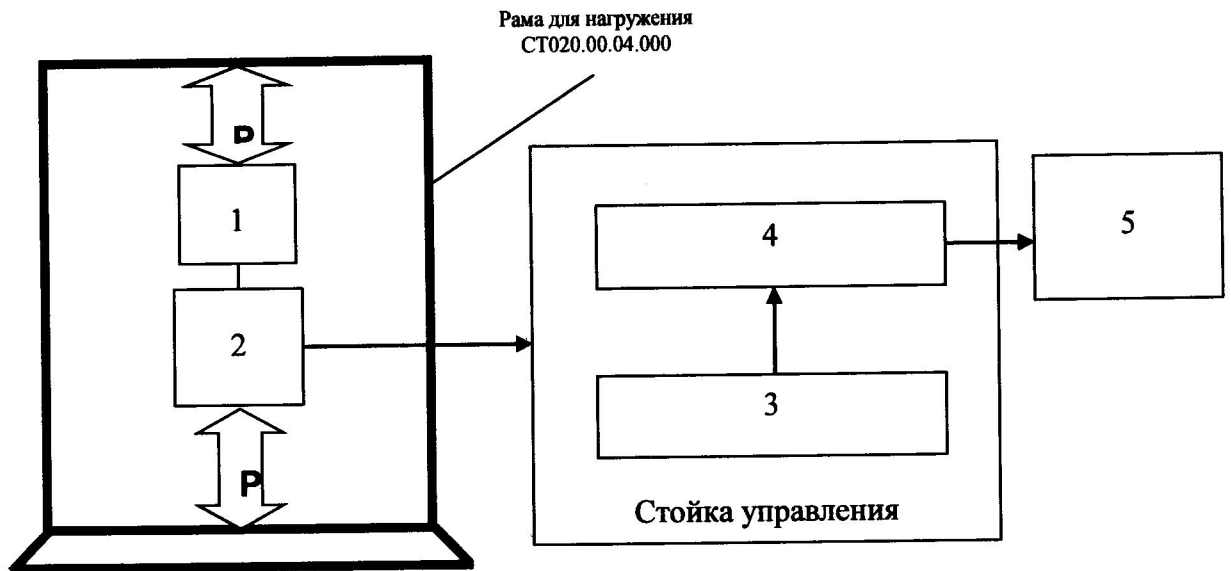 Рама для нагружения
СТ020.00.04.000
P
1
2
P
4
3
5
Стойка управления